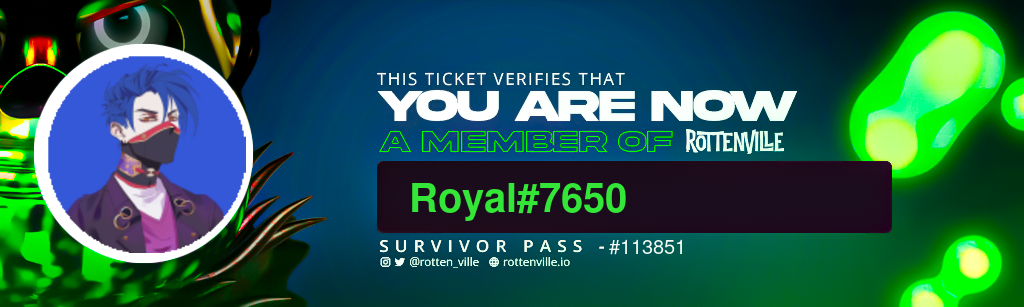 THIS TICKET VERIFIES THAT
YOU ARE NOW
A MEMBER OF ROTTENVILLE
Royal#7650
SURVIVOR PASS - #113851
@rotten_ville rottenville.io